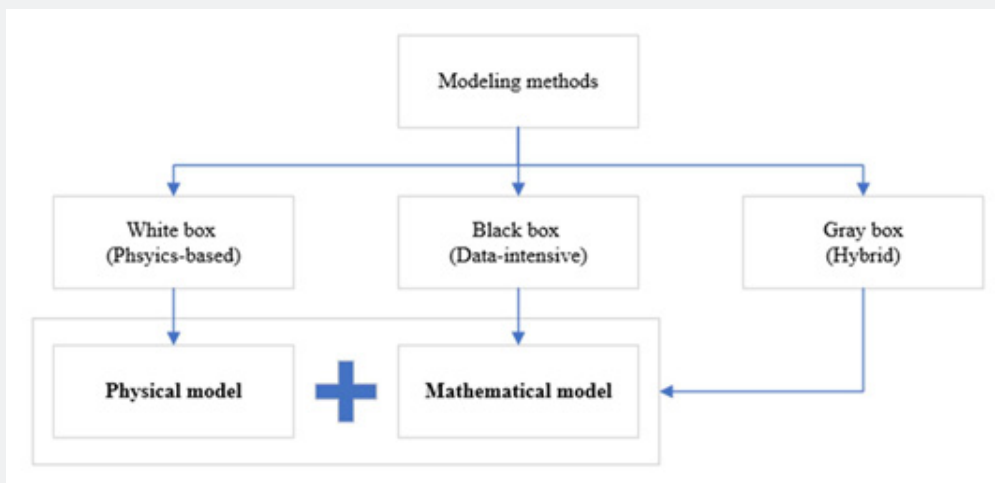 Modeling methods
White box
(Phsyics-based)
Black box
(Data-intensive)
Gray box
(Hybrid)
Physical model
Mathematical model